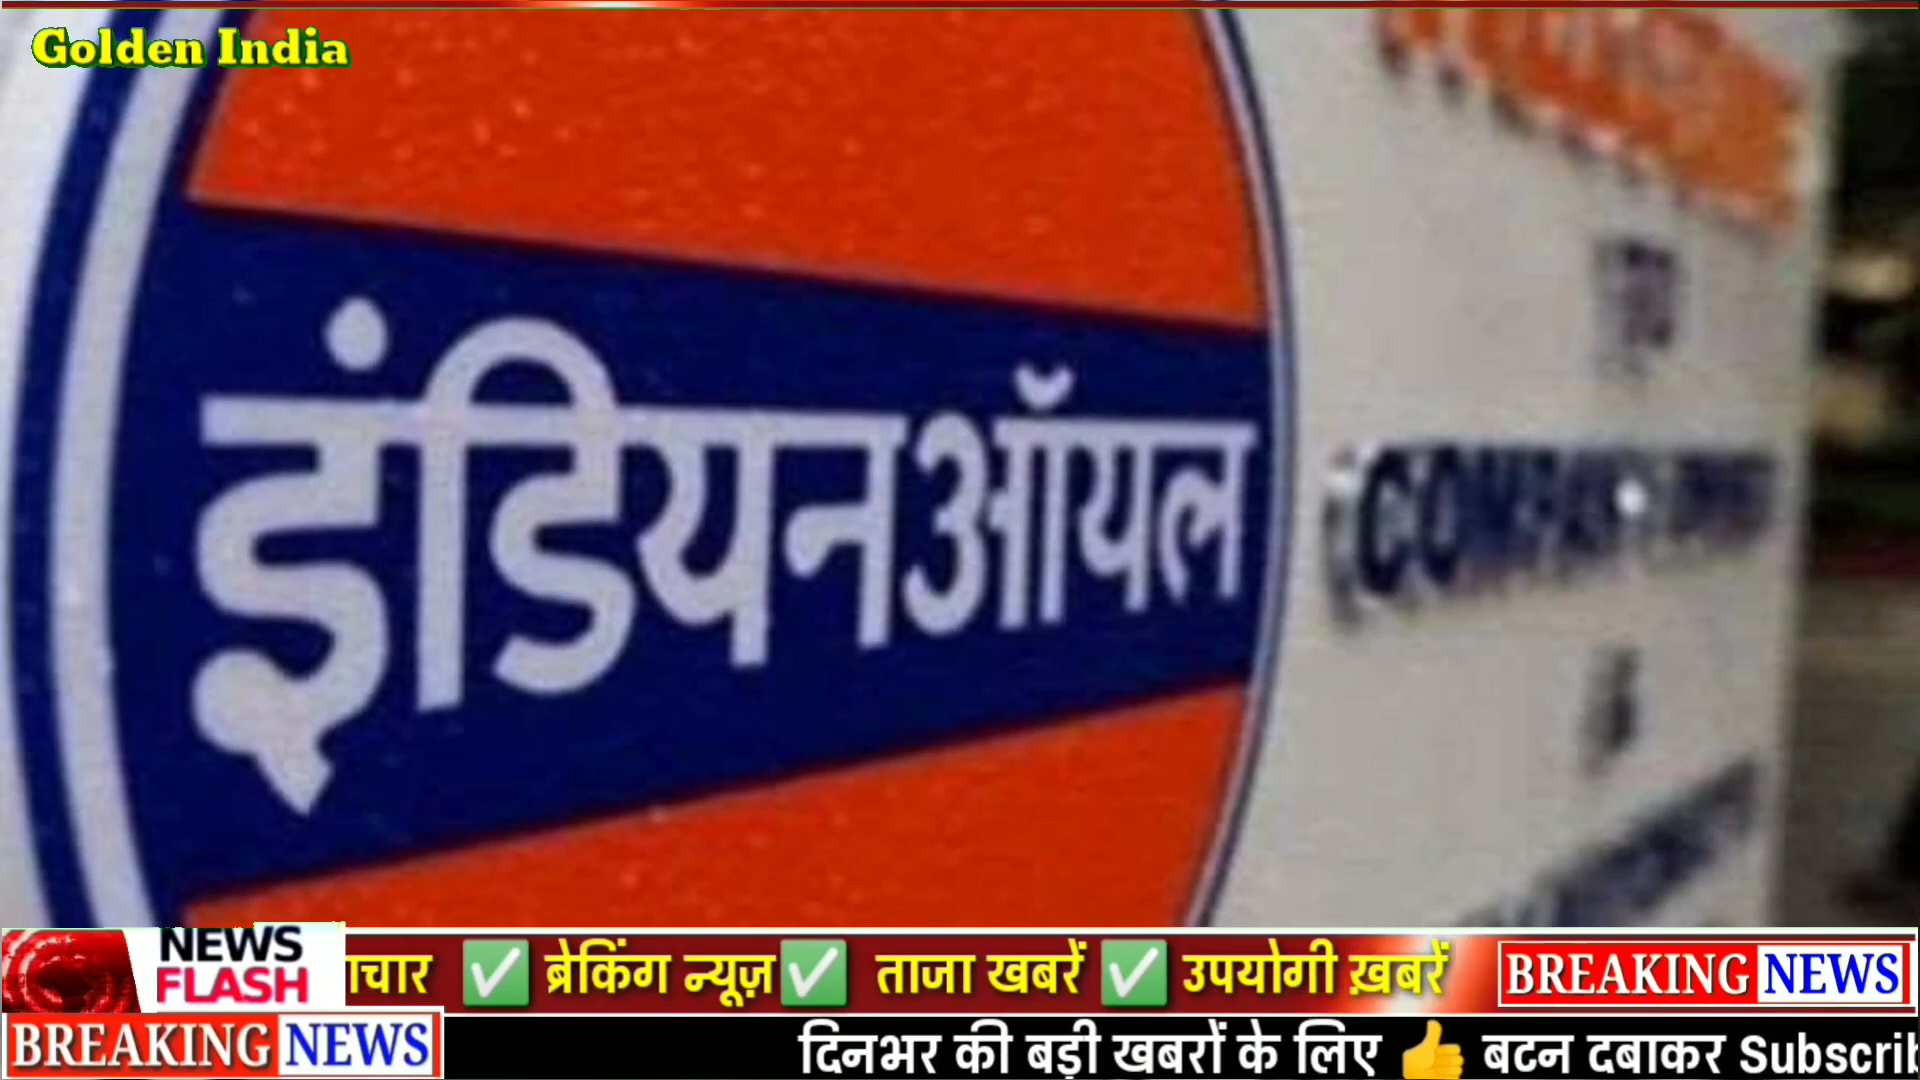 Golden India
इंडियनऑयल
NEWS
FLASH
ाचार ✅ ब्रेकिंग न्यूज़ ✅ ताजा खबरें ✅ उपयोगी ख़बरें
BREAKING NEWS
BREAKING NEWS
दिनभर की बड़ी खबरों के लिए 👍 बटन दबाकर Subscrib